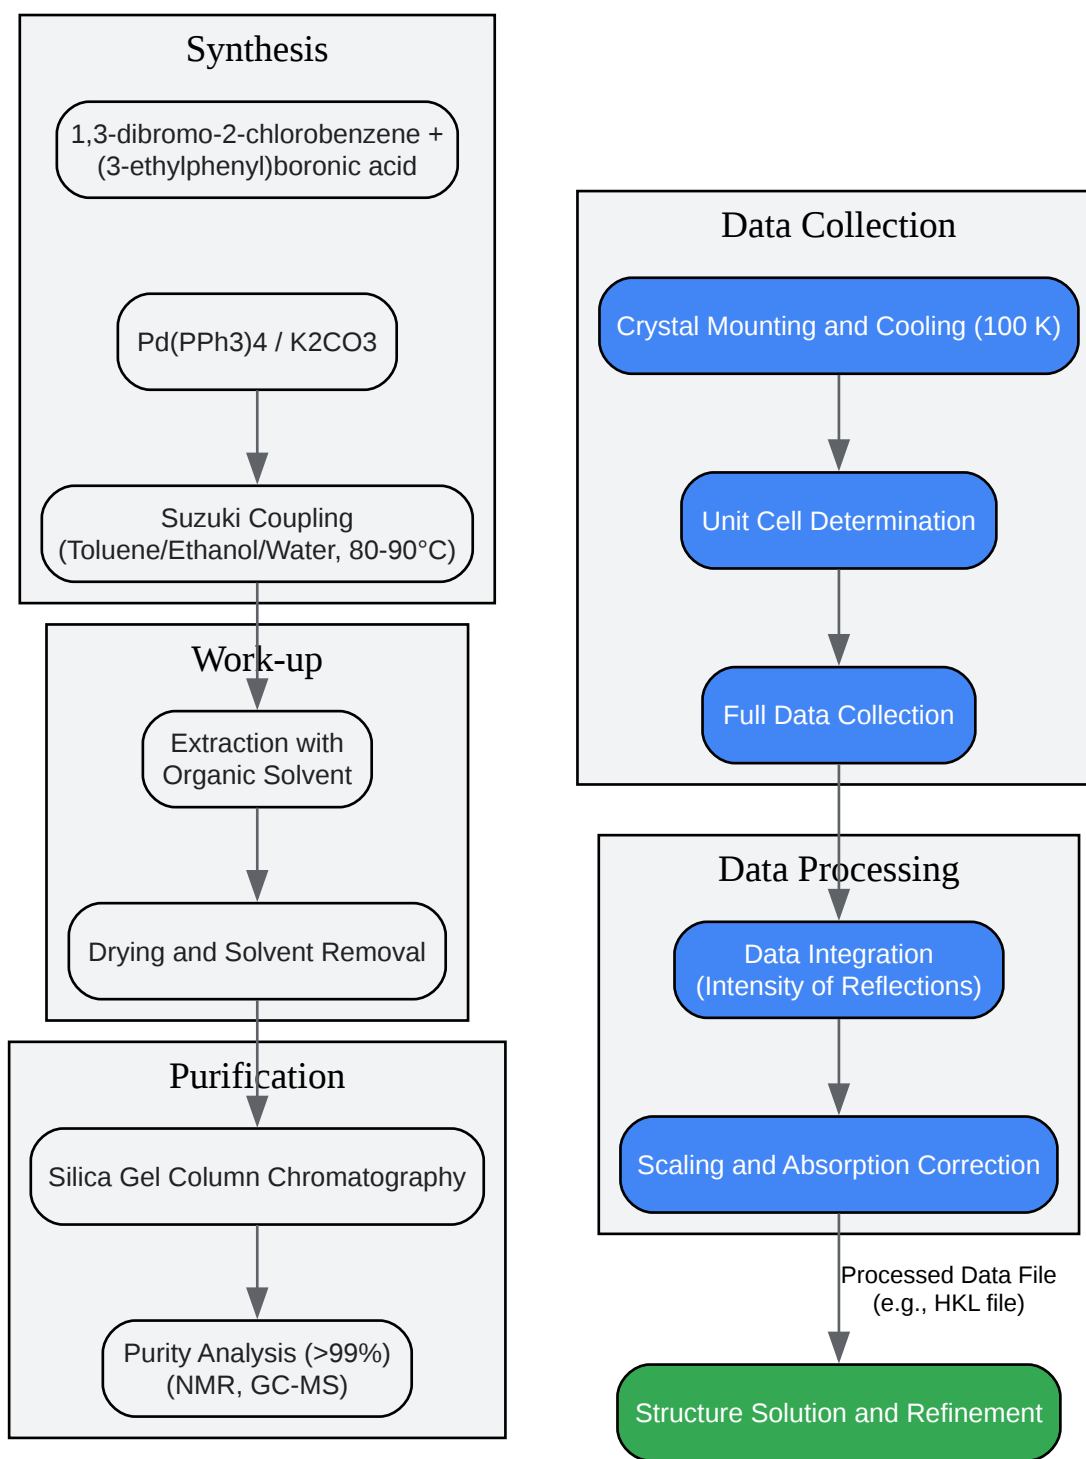 Synthesis
1,3-dibromo-2-chlorobenzene +
(3-ethylphenyl)boronic acid
Pd(PPh3)4 / K2CO3
Suzuki Coupling
(Toluene/Ethanol/Water, 80-90°C)
Work-up
Extraction with
Organic Solvent
Drying and Solvent Removal
Purification
Silica Gel Column Chromatography
Purity Analysis (>99%)
(NMR, GC-MS)
Data Collection
Crystal Mounting and Cooling (100 K)
Unit Cell Determination
Full Data Collection
Data Processing
Data Integration
(Intensity of Reflections)
Scaling and Absorption Correction
Processed Data File
(e.g., HKL file)
Structure Solution and Refinement